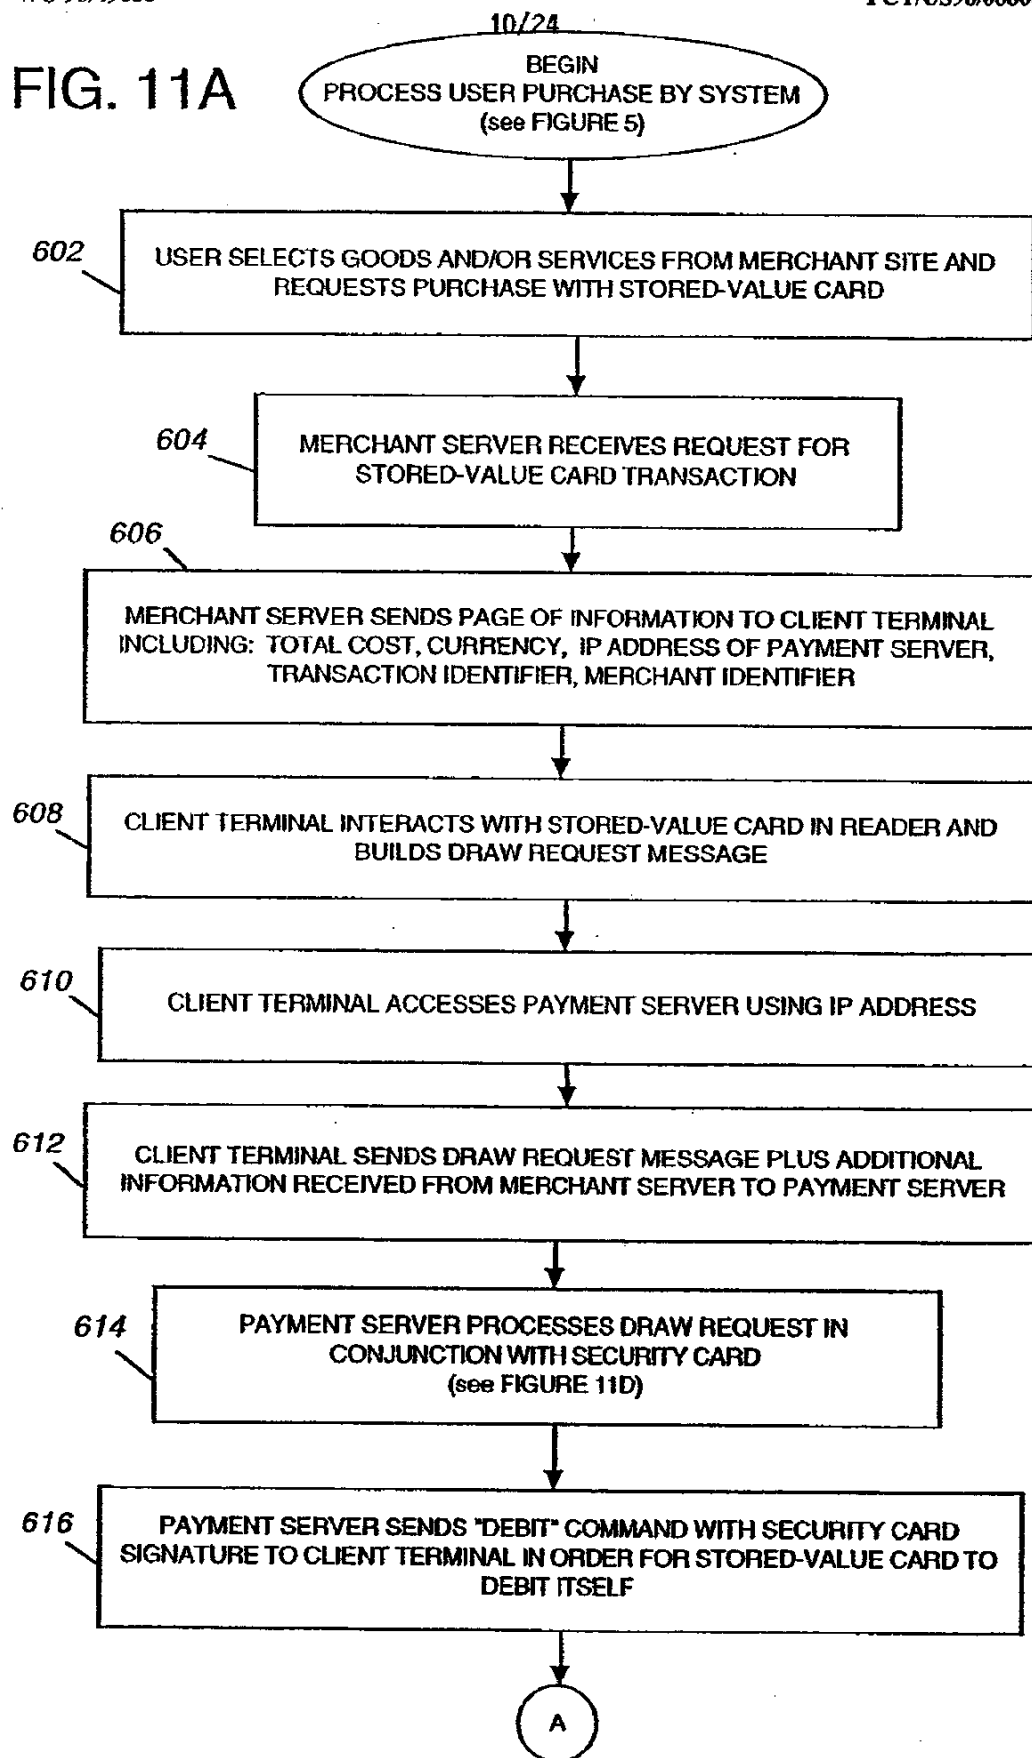 10/24
FIG. 11A
BEGIN
PROCESS USER PURCHASE BY SYSTEM
(see FIGURE 5)
602
USER SELECTS GOODS AND/OR SERVICES FROM MERCHANT SITE AND
REQUESTS PURCHASE WITH STORED-VALUE CARD
604
MERCHANT SERVER RECEIVES REQUEST FOR
STORED-VALUE CARD TRANSACTION
606
MERCHANT SERVER SENDS PAGE OF INFORMATION TO CLIENT TERMINAL
INCLUDING: TOTAL COST, CURRENCY, IP ADDRESS OF PAYMENT SERVER,
TRANSACTION IDENTIFIER, MERCHANT IDENTIFIER
608
CLIENT TERMINAL INTERACTS WITH STORED-VALUE CARD IN READER AND
BUILDS DRAW REQUEST MESSAGE
610
CLIENT TERMINAL ACCESSES PAYMENT SERVER USING IP ADDRESS
612
CLIENT TERMINAL SENDS DRAW REQUEST MESSAGE PLUS ADDITIONAL
INFORMATION RECEIVED FROM MERCHANT SERVER TO PAYMENT SERVER
614
PAYMENT SERVER PROCESSES DRAW REQUEST IN
CONJUNCTION WITH SECURITY CARD
(see FIGURE 11D)
616
PAYMENT SERVER SENDS "DEBIT" COMMAND WITH SECURITY CARD
SIGNATURE TO CLIENT TERMINAL IN ORDER FOR STORED-VALUE CARD TO
DEBIT ITSELF
A